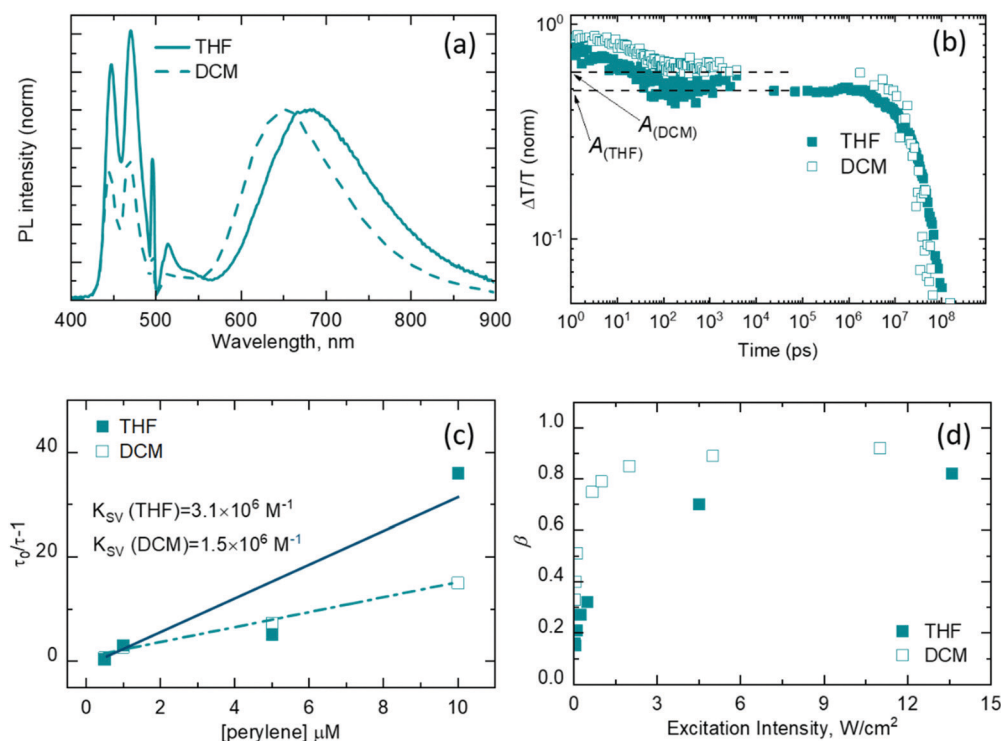 (a)
THF
DCM
PL intensity (norm)
400 500 600 700 800 900
Wavelength, nm
(b)
10⁰
10⁻¹
ΔT/T (norm)
A(DCM)
A(THF)
THF
DCM
10⁰ 10¹ 10² 10³ 10⁴ 10⁵ 10⁶ 10⁷ 10⁸
Time (ps)
(c)
THF
DCM
K_SV (THF)=3.1×10⁶ M⁻¹
K_SV (DCM)=1.5×10⁶ M⁻¹
τ₀/τ-1
40
20
0
0 2 4 6 8 10
[perylene] µM
(d)
1.0
0.8
0.6
0.4
0.2
0.0
β
THF
DCM
0 3 6 9 12 15
Excitation Intensity, W/cm²